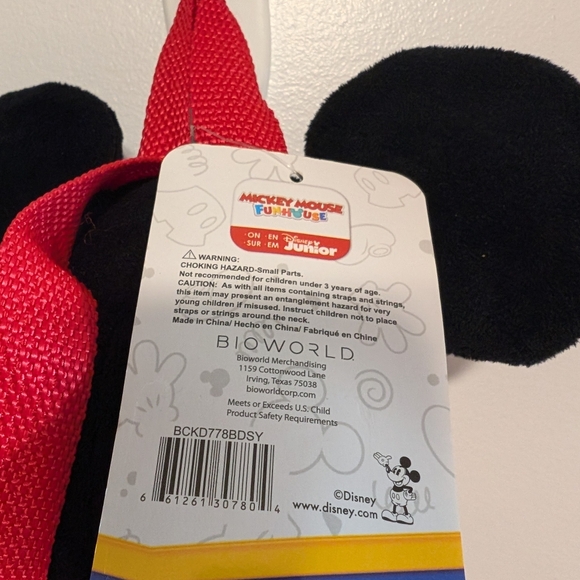 MICKEY MOUSE
FUNHOUSE
·ON ·EN
·SUR ·EM
Disney
Junior
⚠ WARNING:
CHOKING HAZARD-Small Parts.
Not recommended for children under 3 years of age.
CAUTION: As with all items containing straps and strings,
this item may present an entanglement hazard for very
young children if misused. Instruct children not to place
straps or strings around the neck.
Made in China/ Hecho en China/ Fabriqué en Chine
BIOWORLD
Bioworld Merchandising
1159 Cottonwood Lane
Irving, Texas 75038
bioworldcorp.com
Meets or Exceeds U.S. Child
Product Safety Requirements
BCKD778BDSY
6 61261 30780 4
©Disney
www.disney.com